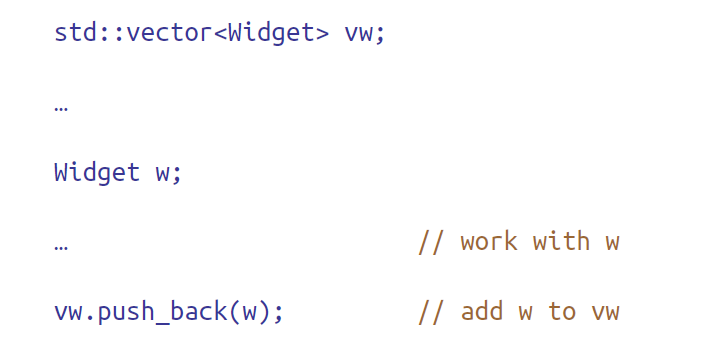 std::vector<Widget> vw;
…
Widget w;
… // work with w
vw.push_back(w); // add w to vw